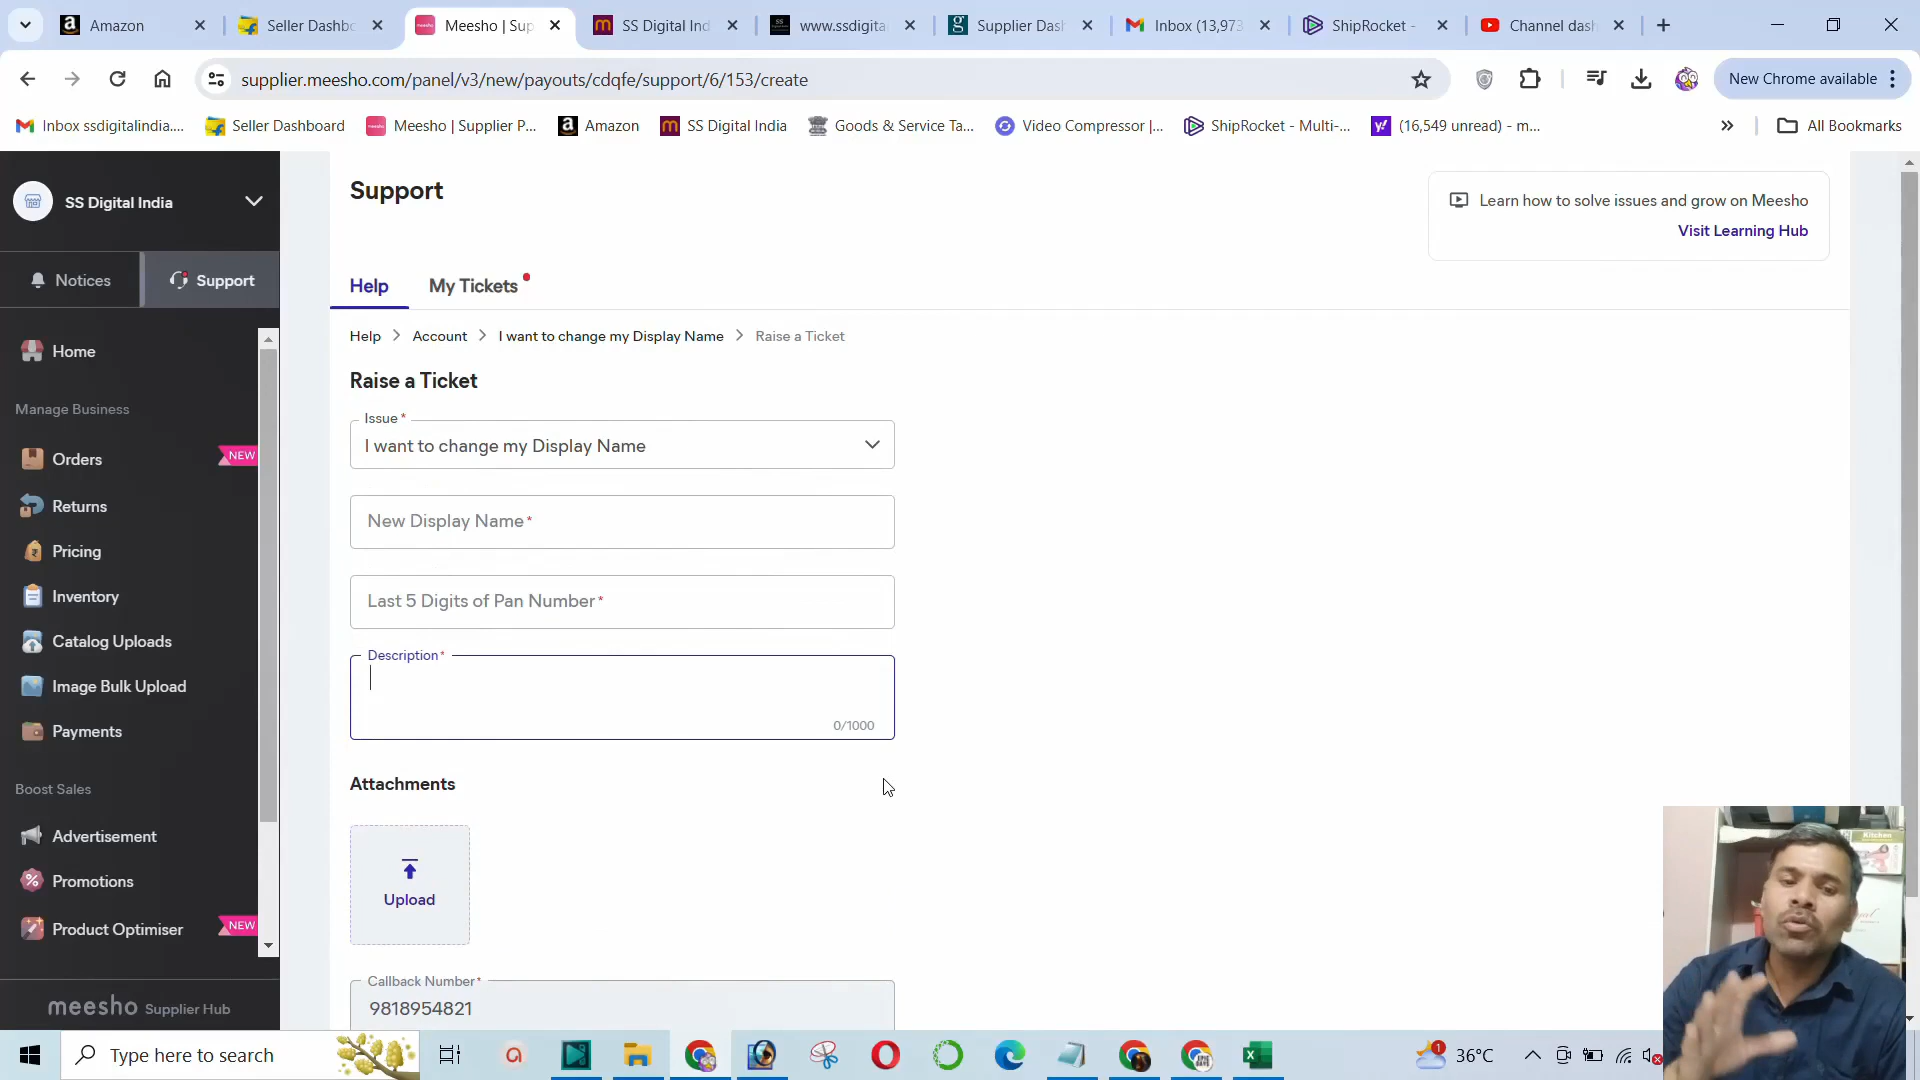 Amazon
Seller Dashbo
Meesho | Sup
SS Digital Ind
www.ssdigita
Supplier Das
Inbox (13,973
ShipRocket -
Channel dash
supplier.meesho.com/panel/v3/new/payouts/cdqfe/support/6/153/create
New Chrome available
Inbox ssdigitalindia....
Seller Dashboard
Meesho | Supplier P...
Amazon
SS Digital India
Goods & Service Ta...
Video Compressor |...
ShipRocket - Multi-...
(16,549 unread) - m...
All Bookmarks
SS Digital India
Notices
Support
Home
Manage Business
Orders
NEW
Returns
Pricing
Inventory
Catalog Uploads
Image Bulk Upload
Payments
Boost Sales
Advertisement
Promotions
Product Optimiser
NEW
meesho Supplier Hub
Support
Learn how to solve issues and grow on Meesho
Visit Learning Hub
Help
My Tickets
Help > Account > I want to change my Display Name > Raise a Ticket
Raise a Ticket
Issue *
I want to change my Display Name
New Display Name *
Last 5 Digits of Pan Number *
Description *
0/1000
Attachments
Upload
Callback Number *
9818954821
Kitchen
Type here to search
1
36°C